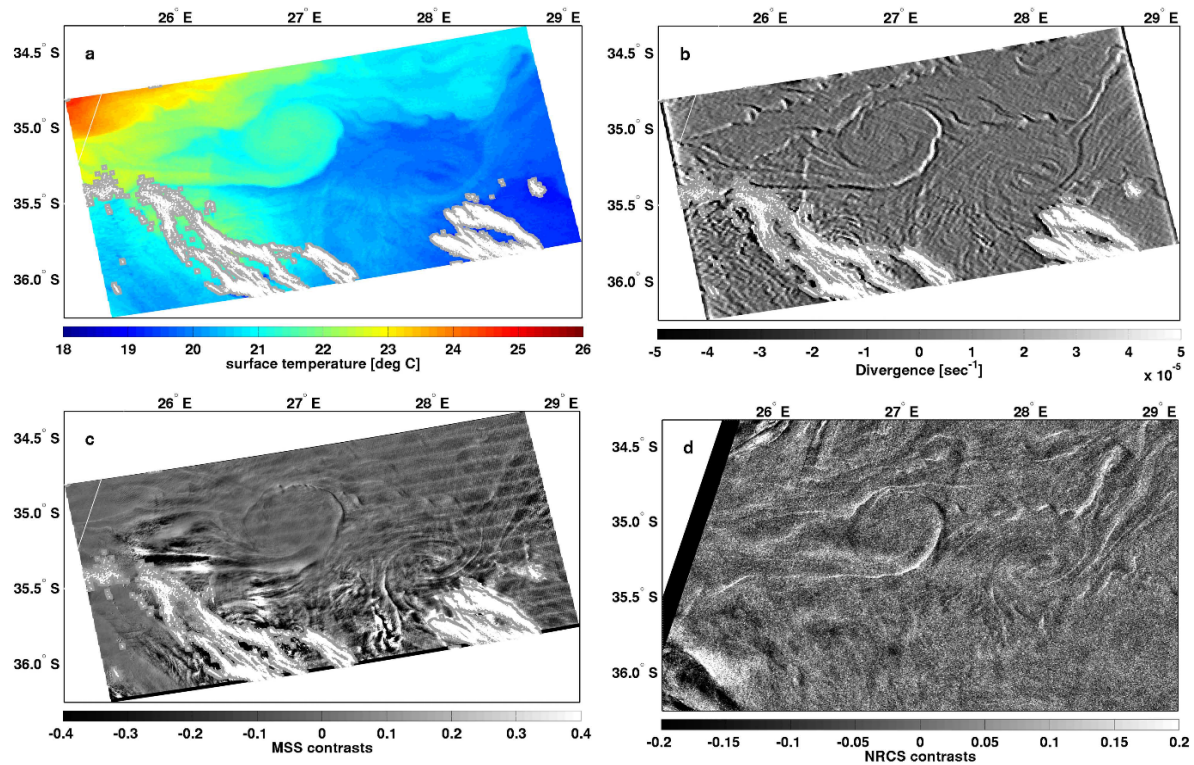 26° E 27° E 28° E 29° E
a
34.5° S
35.0° S
35.5° S
36.0° S
18 19 20 21 22 23 24 25 26
surface temperature [deg C]
26° E 27° E 28° E 29° E
b
34.5° S
35.0° S
35.5° S
36.0° S
-5 -4 -3 -2 -1 0 1 2 3 4 5
Divergence [sec⁻¹]
x 10⁻⁵
26° E 27° E 28° E 29° E
c
34.5° S
35.0° S
35.5° S
36.0° S
-0.4 -0.3 -0.2 -0.1 0 0.1 0.2 0.3 0.4
MSS contrasts
26° E 27° E 28° E 29° E
d
34.5° S
35.0° S
35.5° S
36.0° S
-0.2 -0.15 -0.1 -0.05 0 0.05 0.1 0.15 0.2
NRCS contrasts